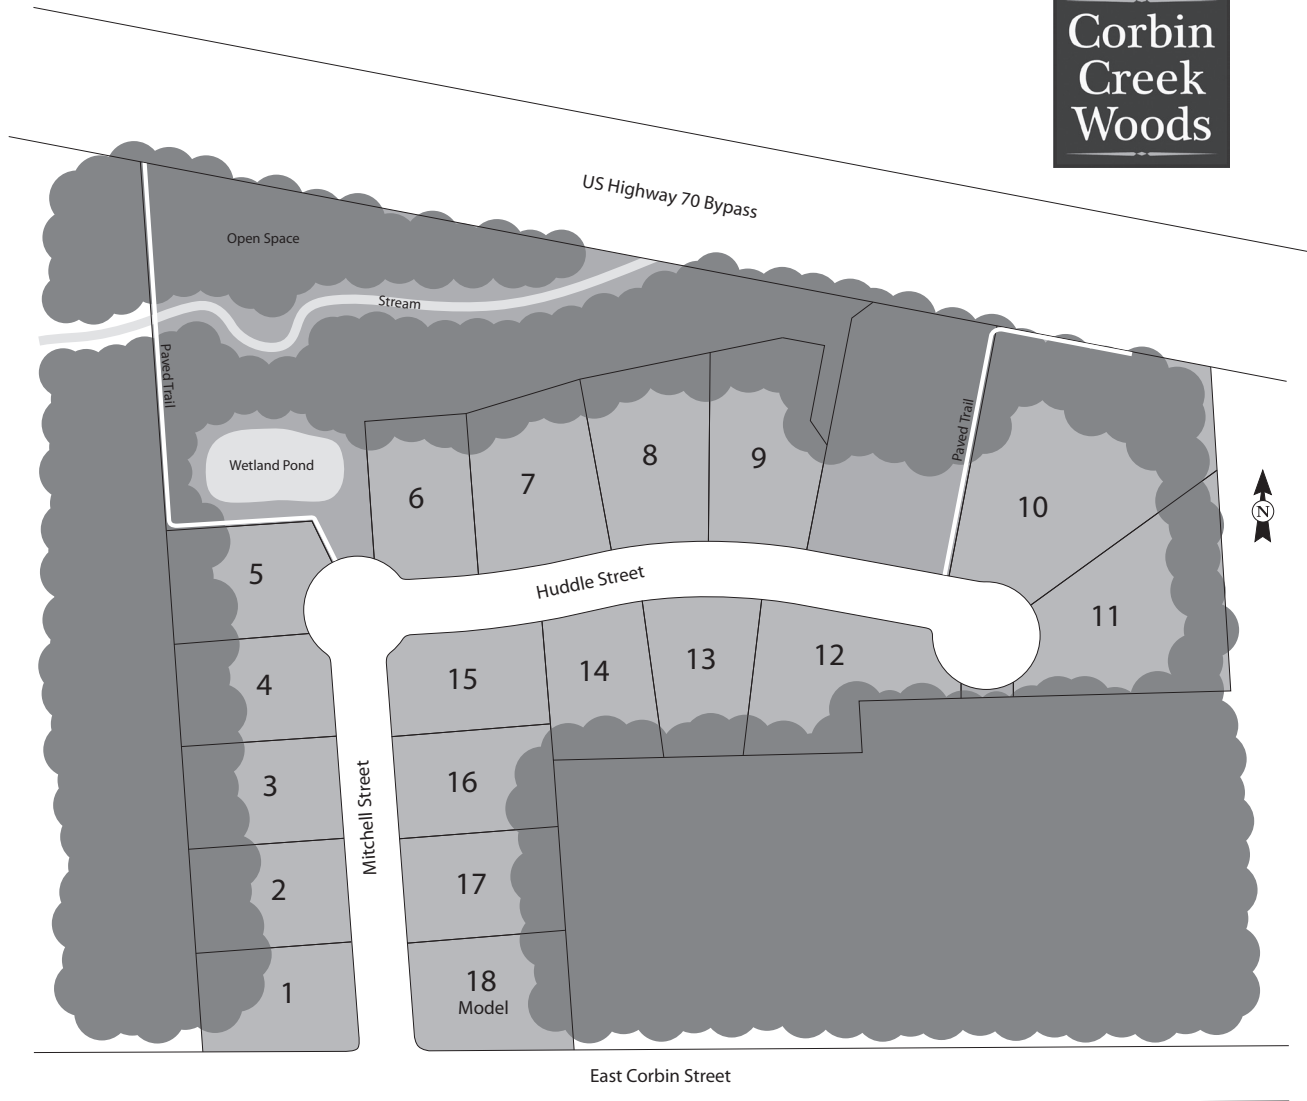 Corbin
Creek
Woods
US Highway 70 Bypass
Open Space
Stream
Paved Trail
Paved Trail
Wetland Pond
8
9
7
6
10
N
5
Huddle Street
11
4
15
14
13
12
3
16
Mitchell Street
2
17
1
18
Model
East Corbin Street